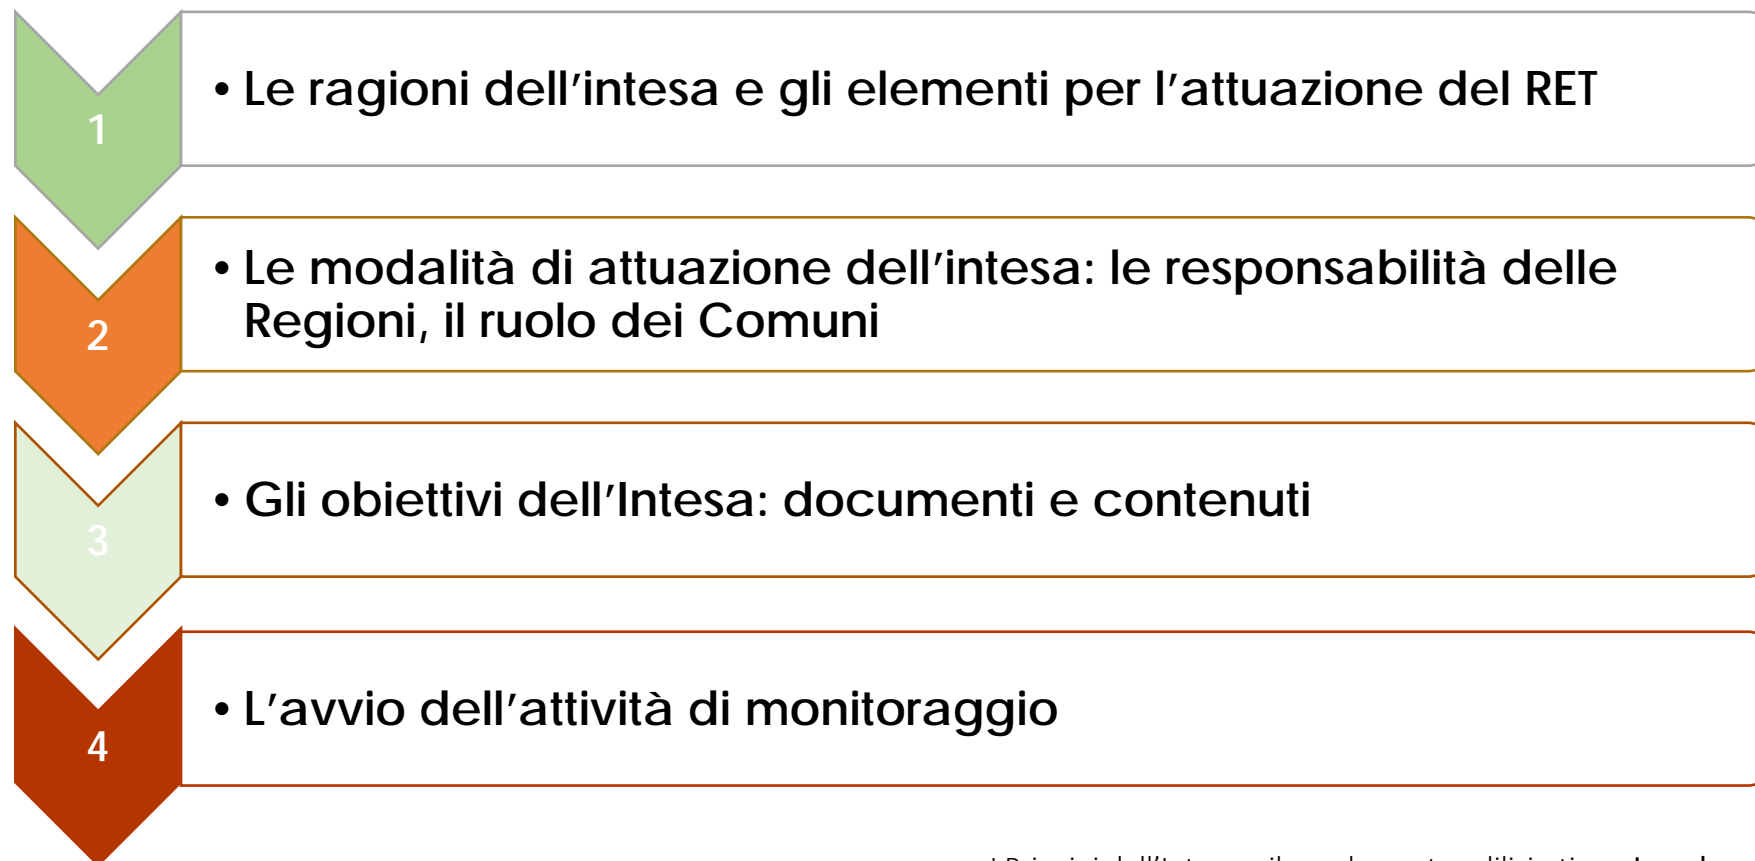 1
• Le ragioni dell'intesa e gli elementi per l'attuazione del RET
2
• Le modalità di attuazione dell'intesa: le responsabilità delle
Regioni, il ruolo dei Comuni
3
• Gli obiettivi dell'Intesa: documenti e contenuti
4
• L'avvio dell'attività di monitoraggio